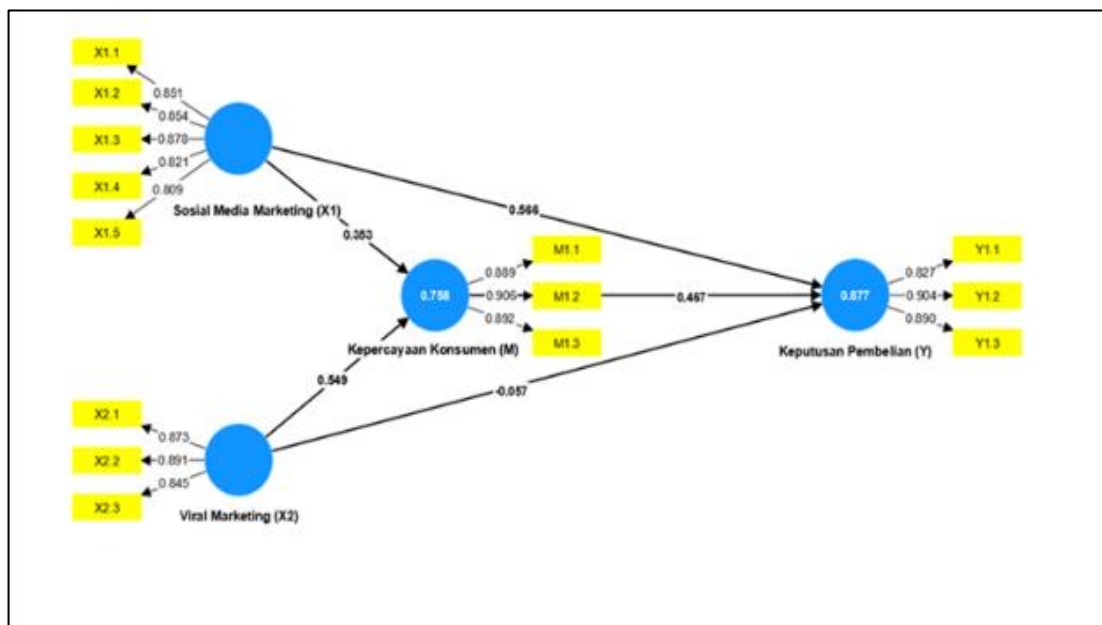 X1.1
X1.2
X1.3
X1.4
X1.5
0.854
0.878
0.821
0.809
Sosial Media Marketing (X1)
0.353
0.566
M1.1
M1.2
M1.3
0.889
0.906
0.892
0.758
Kepercayaan Konsumen (M)
0.467
0.877
Keputusan Pembelian (Y)
0.827
0.904
0.890
Y1.1
Y1.2
Y1.3
0.549
-0.057
X2.1
X2.2
X2.3
0.873
0.891
0.845
Viral Marketing (X2)